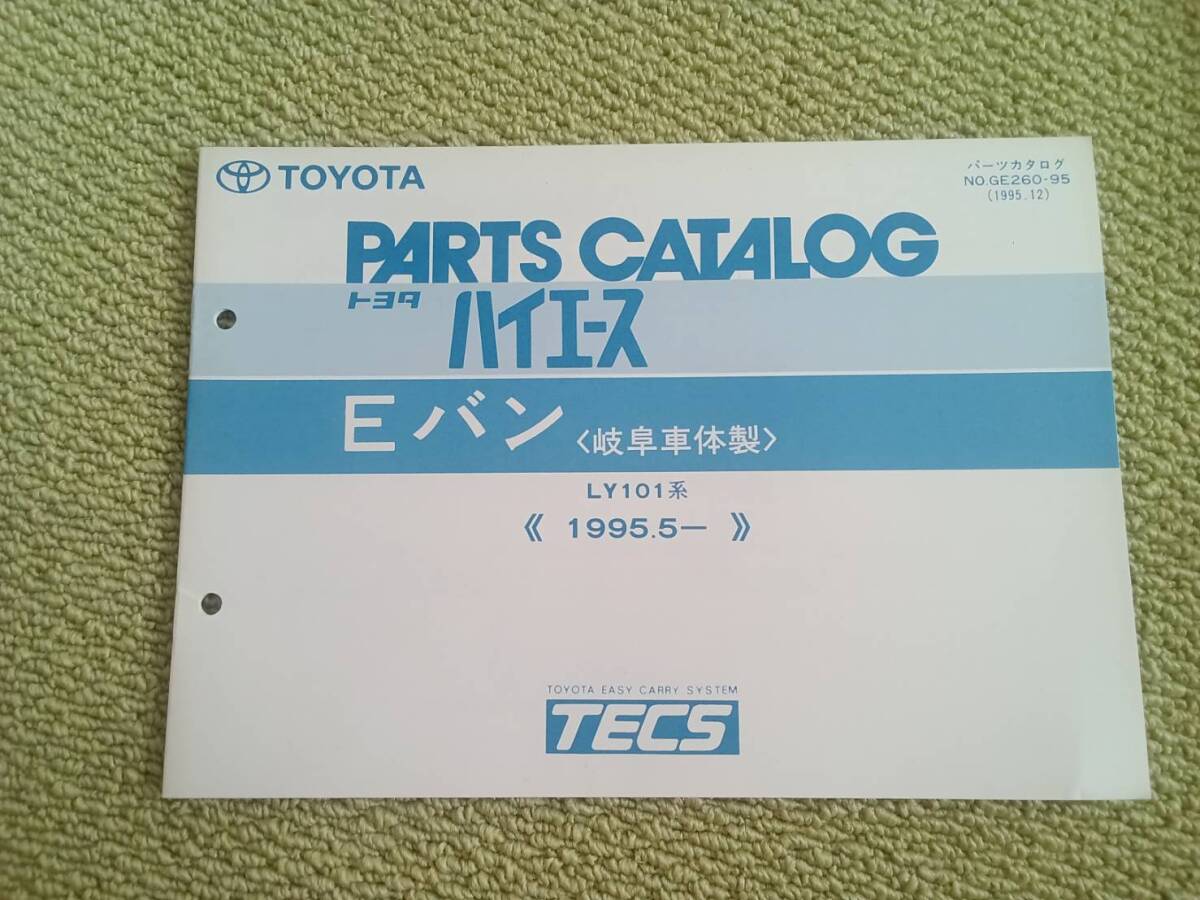 TOYOTA
パーツカタログ
NO.GE260-95
(1995.12)
PARTS CATALOG
トヨタ ハイエース
Eバン〈岐阜車体製〉
LY101系
《 1995.5ー 》
TOYOTA EASY CARRY SYSTEM
TECS